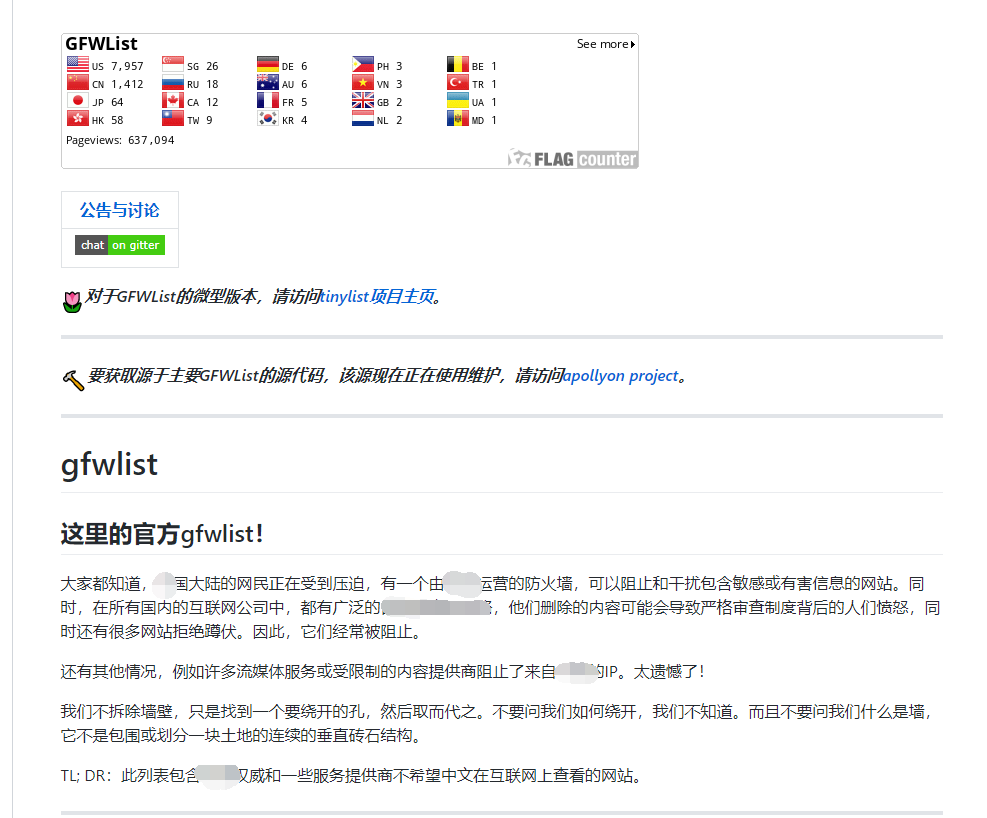 GFWList See more
US 7,957 SG 26 DE 6 PH 3 BE 1
CN 1,412 RU 18 AU 6 VN 3 TR 1
JP 64 CA 12 FR 5 GB 2 UA 1
HK 58 TW 9 KR 4 NL 2 MD 1
Pageviews: 637,094
FLAG counter
公告与讨论
chat on gitter
对于GFWList的微型版本，请访问tinylist项目主页。
要获取源于主要GFWList的源代码，该源现在正在使用维护，请访问apollyon project。
gfwlist
这里的官方gfwlist！
大家都知道，国大陆的网民正在受到压迫，有一个由运营的防火墙，可以阻止和干扰包含敏感或有害信息的网站。同
时，在所有国内的互联网公司中，都有广泛的，他们删除的内容可能会导致严格审查制度背后的人们愤怒，同
时还有很多网站拒绝蹲伏。因此，它们经常被阻止。
还有其他情况，例如许多流媒体服务或受限制的内容提供商阻止了来自的IP。太遗憾了！
我们不拆除墙壁，只是找到一个要绕开的孔，然后取而代之。不要问我们如何绕开，我们不知道。而且不要问我们什么是墙，
它不是包围或划分一块土地的连续的垂直砖石结构。
TL; DR：此列表包含权威和一些服务提供商不希望中文在互联网上查看的网站。